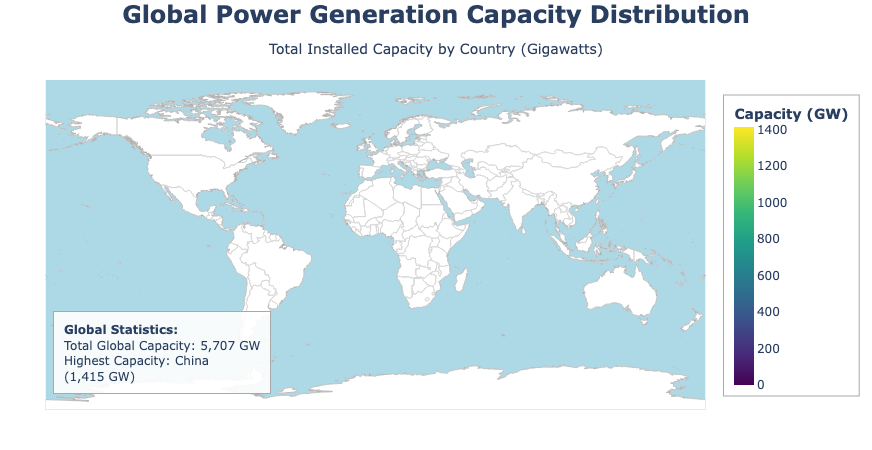 Global Power Generation Capacity Distribution
Total Installed Capacity by Country (Gigawatts)
Capacity (GW)
1400
1200
1000
800
600
400
200
0
Global Statistics:
Total Global Capacity: 5,707 GW
Highest Capacity: China
(1,415 GW)